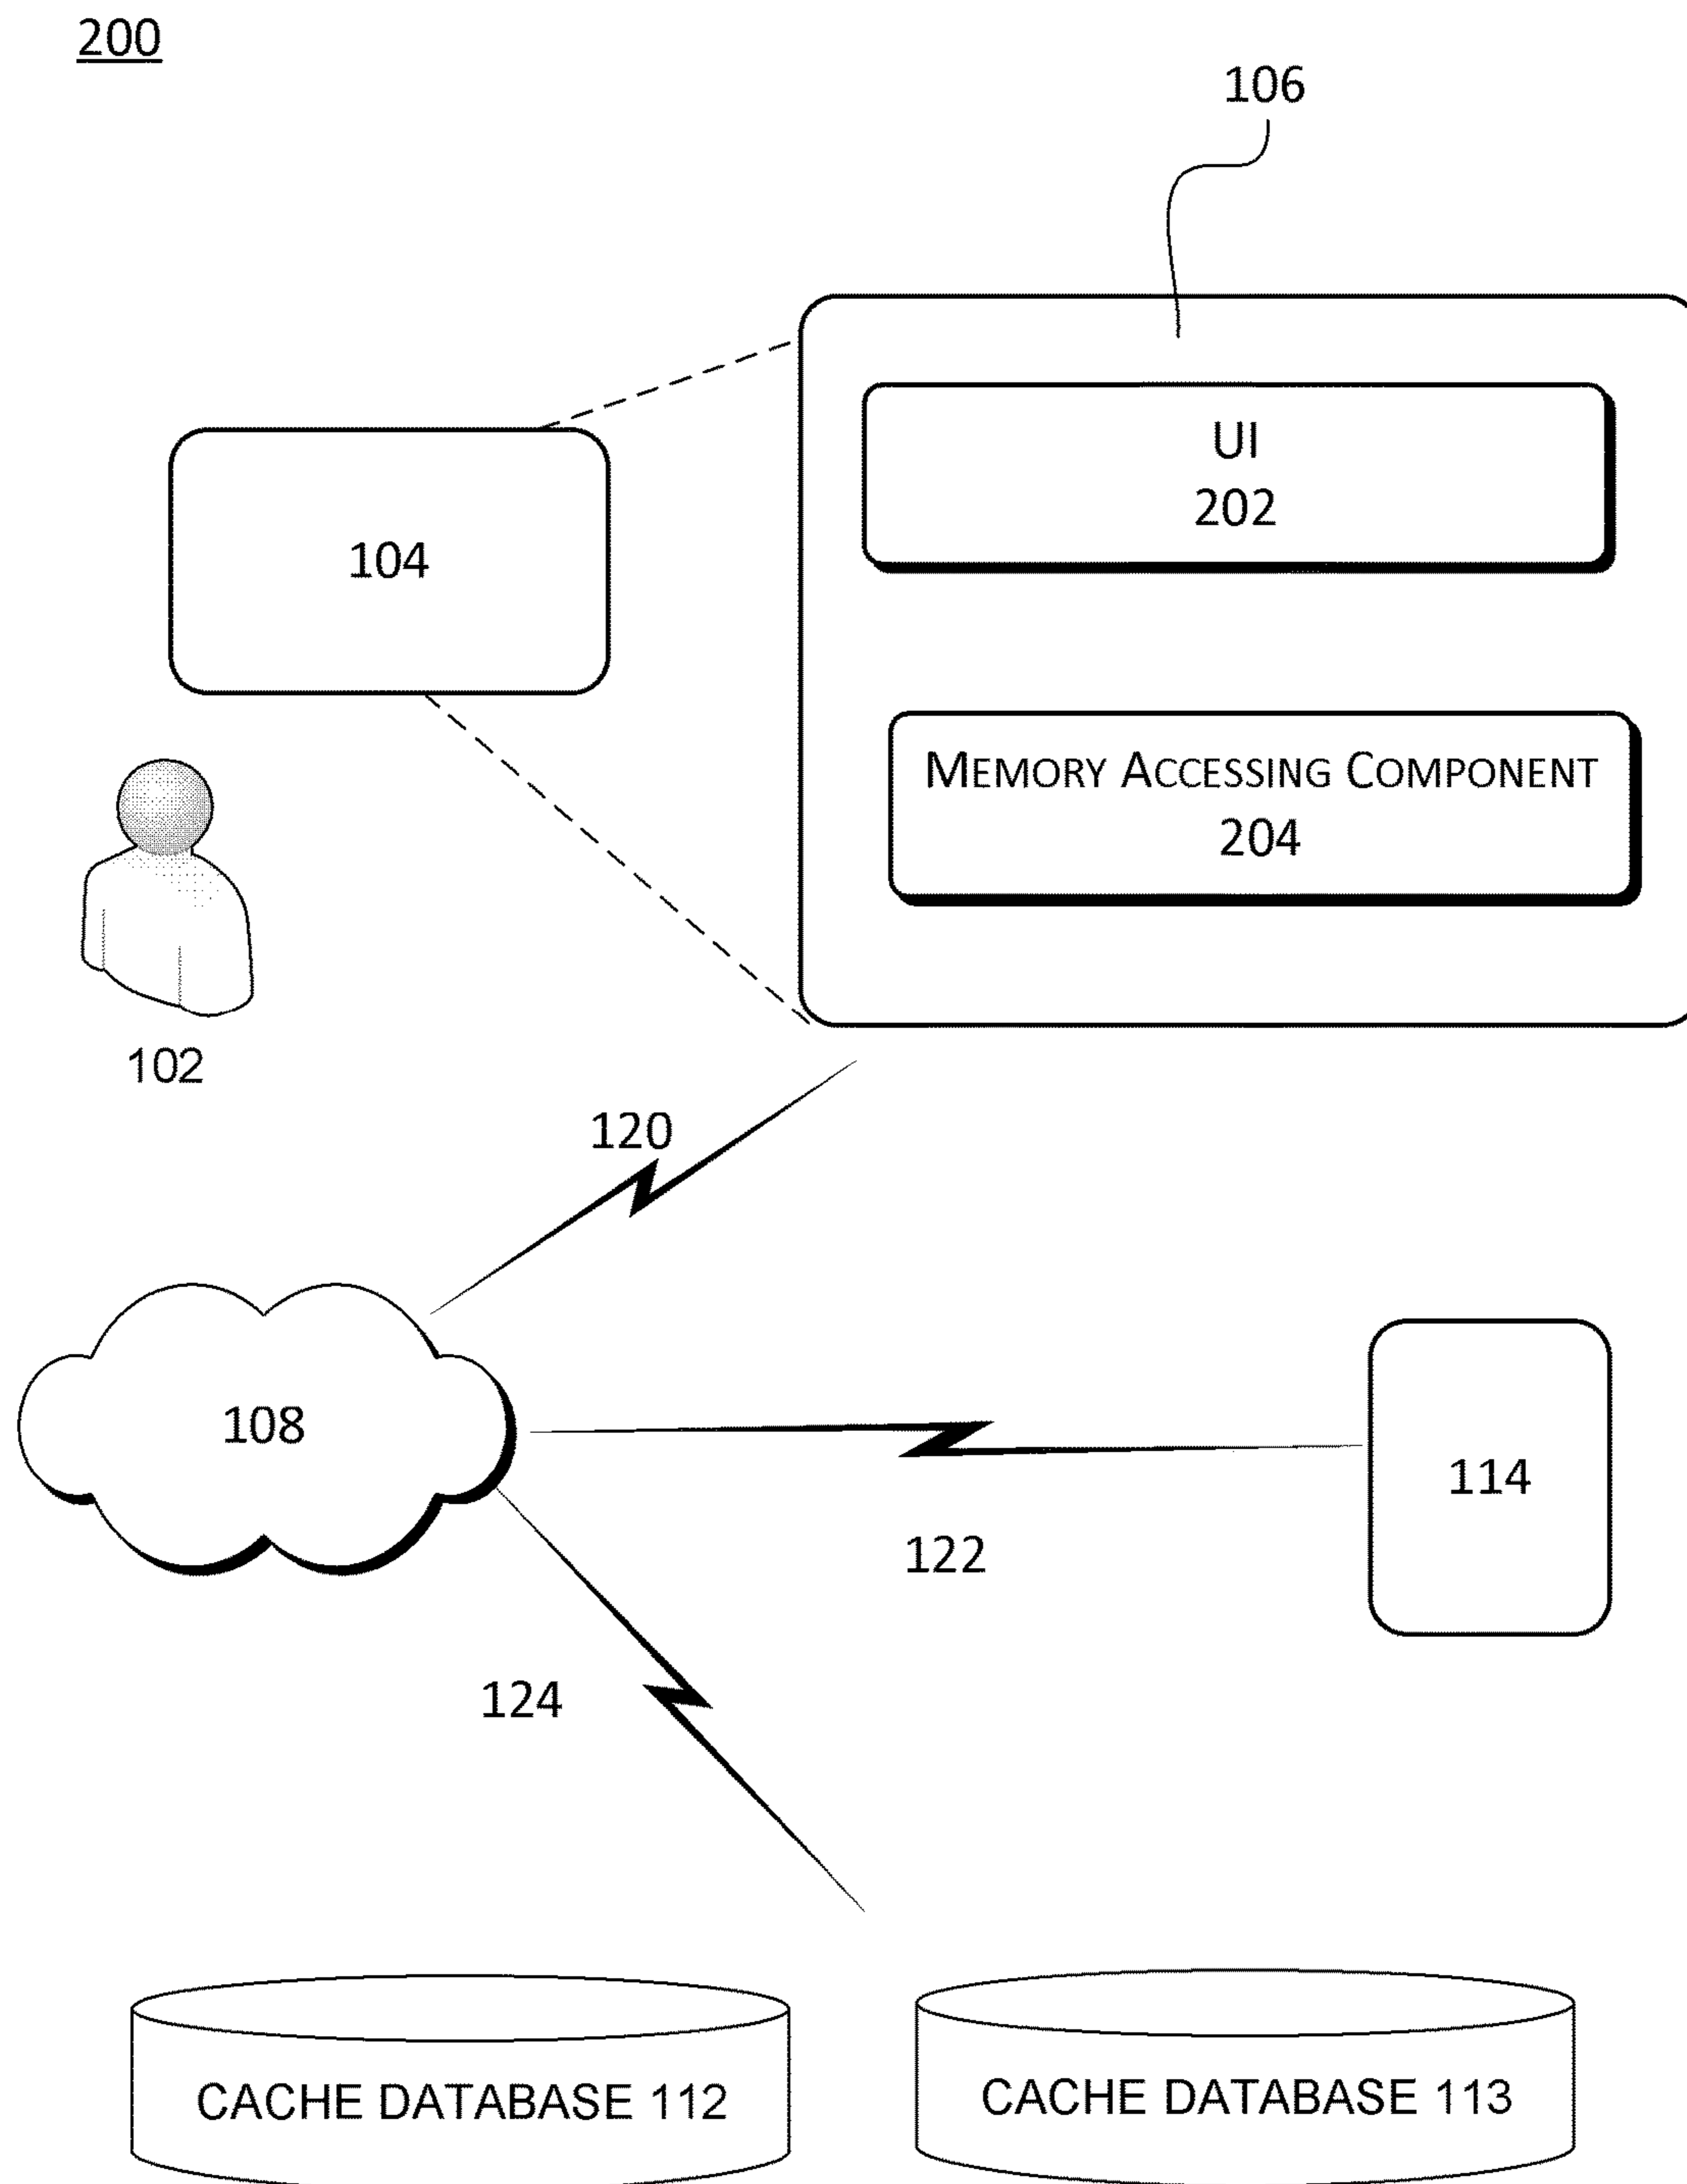 200
106
UI
202
104
MEMORY ACCESSING COMPONENT
204
102
120
108
114
122
124
CACHE DATABASE 112
CACHE DATABASE 113